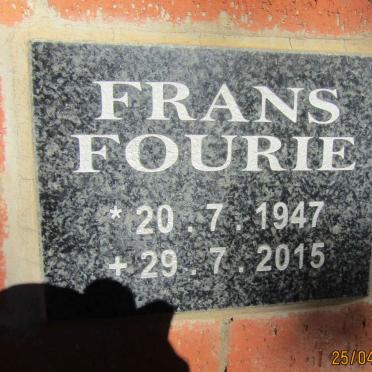 FRANS
FOURIE
* 20 . 7 . 1947
+ 29 . 7 . 2015
25/04